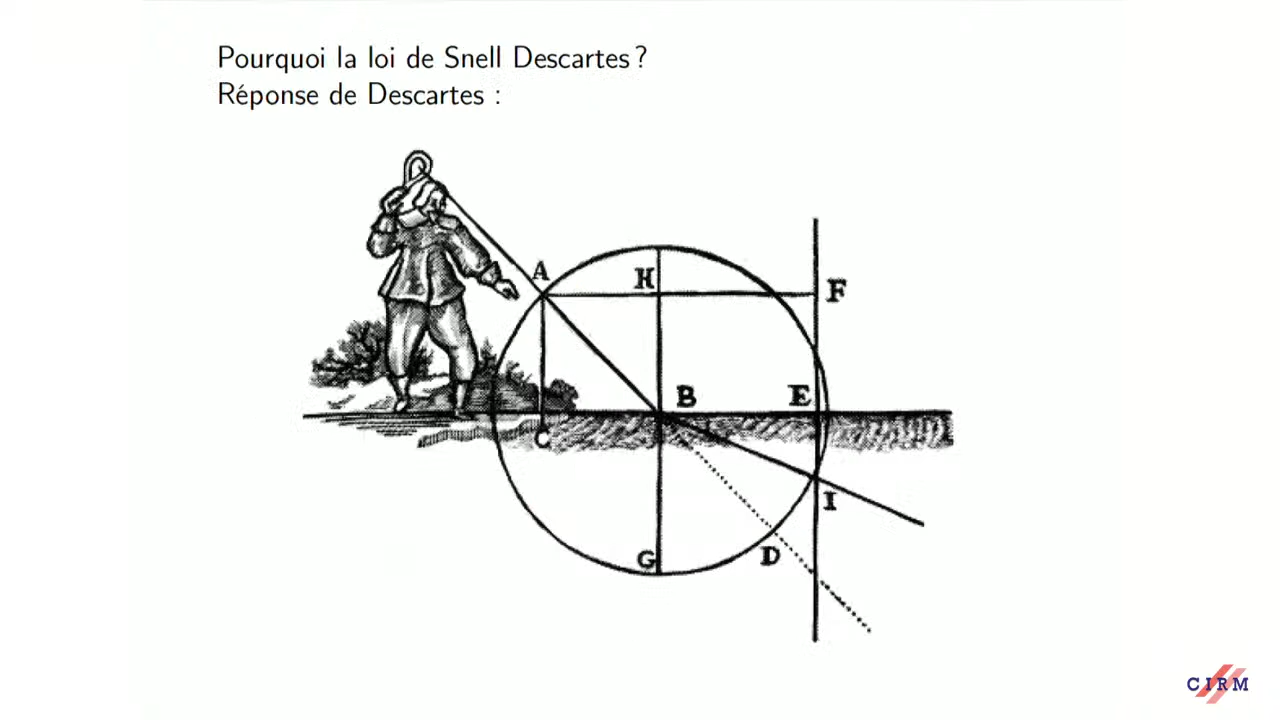 Pourquoi la loi de Snell Descartes ?
Réponse de Descartes :
A
H
F
B
E
C
I
G
D
CIRM